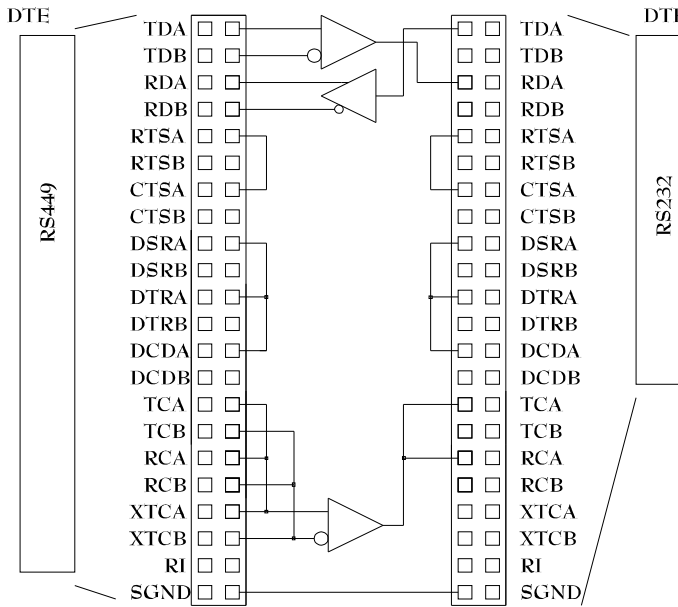 DTE
DTE
RS449
TDA
TDB
RDA
RDB
RTSA
RTSB
CTSA
CTSB
DSRA
DSRB
DTRA
DTRB
DCDA
DCDB
TCA
TCB
RCA
RCB
XTCA
XTCB
RI
SGND
TDA
TDB
RDA
RDB
RTSA
RTSB
CTSA
CTSB
DSRA
DSRB
DTRA
DTRB
DCDA
DCDB
TCA
TCB
RCA
RCB
XTCA
XTCB
RI
SGND
RS232